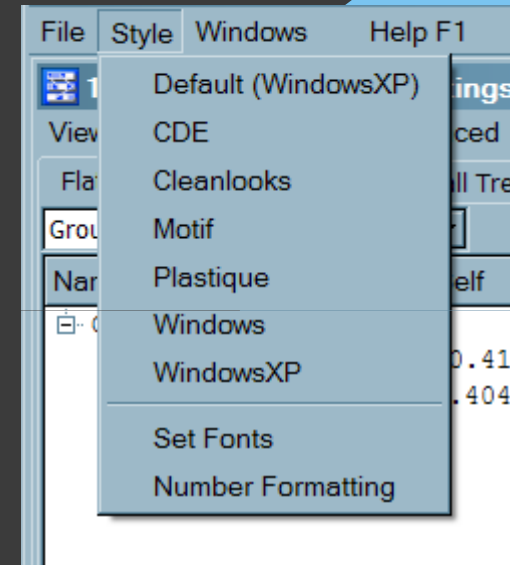 File Style Windows Help F1
Default (WindowsXP)
CDE
Cleanlooks
Motif
Plastique
Windows
WindowsXP
Set Fonts
Number Formatting